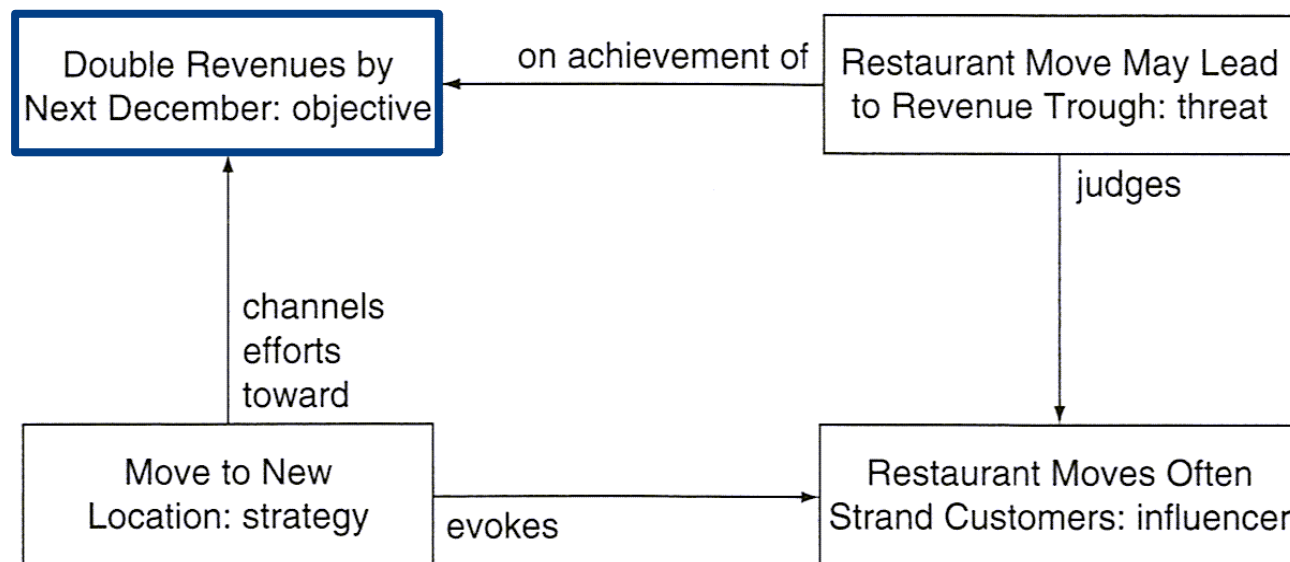 Double Revenues by
Next December: objective
on achievement of
Restaurant Move May Lead
to Revenue Trough: threat
judges
channels
efforts
toward
Move to New
Location: strategy
evokes
Restaurant Moves Often
Strand Customers: influencer